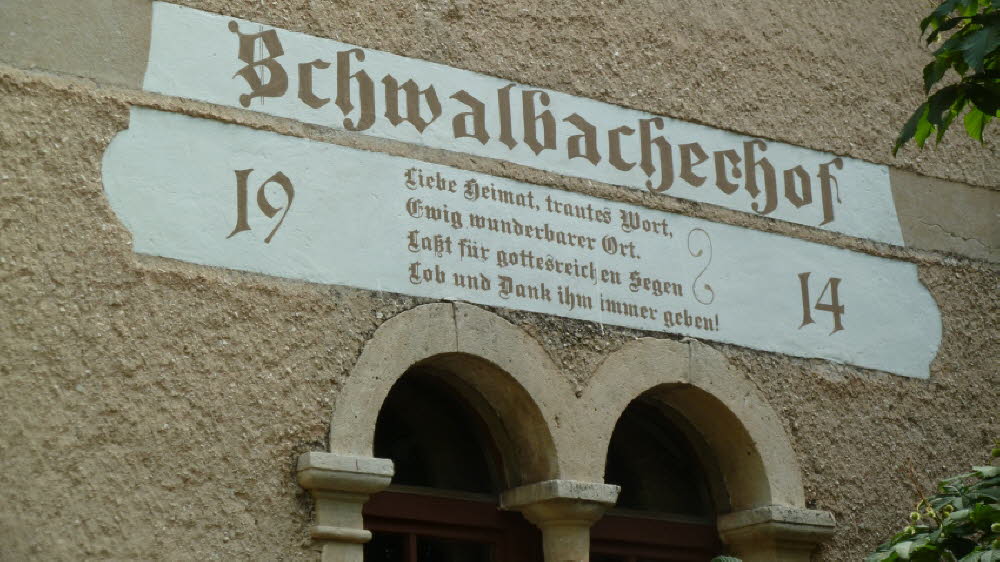 Schwalbacherhof
19
Liebe Heimat, trautes Wort,
Ewig wunderbarer Ort.
Laßt für gottesreichen Segen
Lob und Dank ihm immer geben!
14